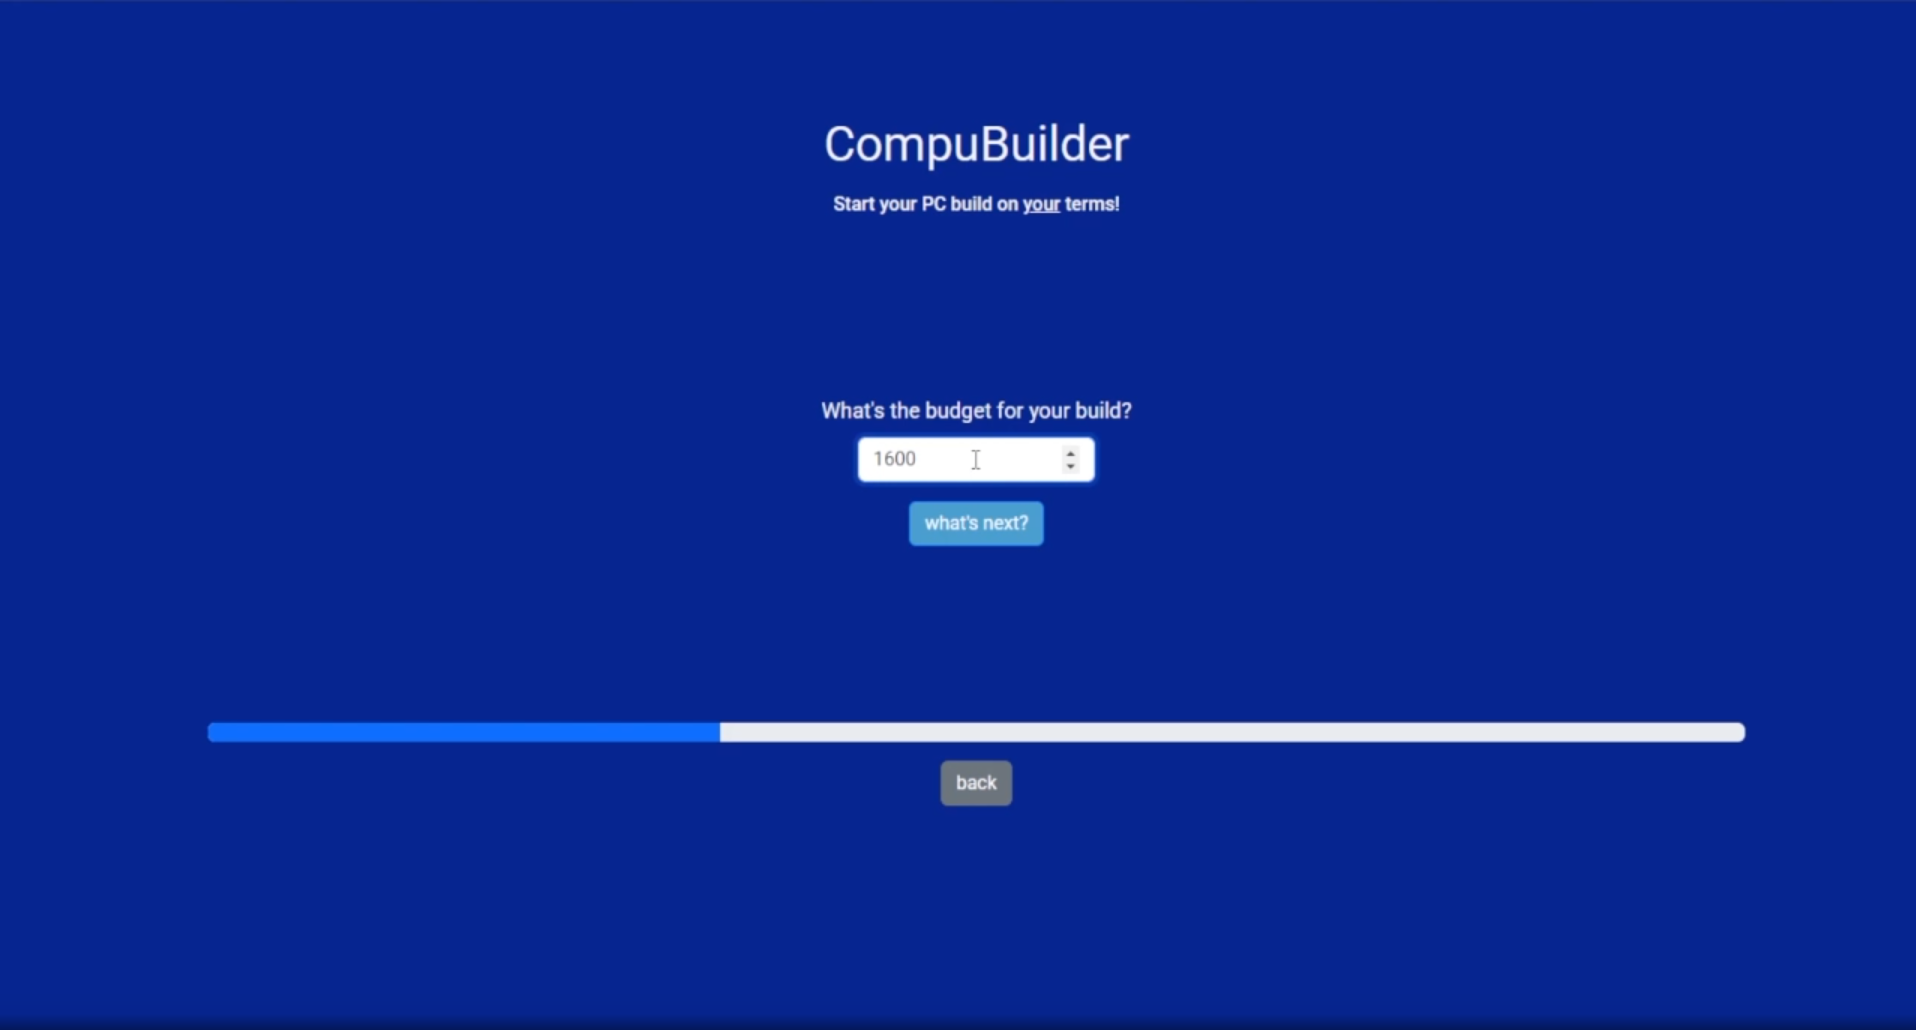 CompuBuilder
Start your PC build on your terms!
What's the budget for your build?
1600
what's next?
back